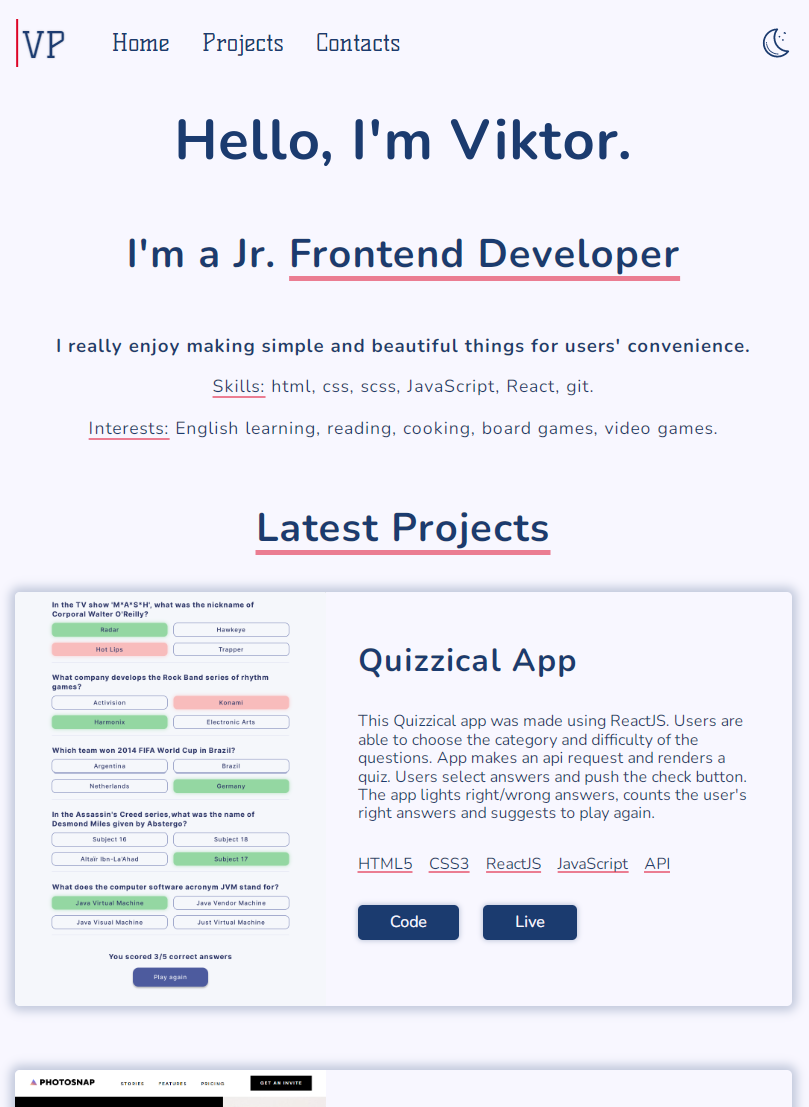 VP Home Projects Contacts
Hello, I'm Viktor.
I'm a Jr. Frontend Developer
I really enjoy making simple and beautiful things for users' convenience.
Skills: html, css, scss, JavaScript, React, git.
Interests: English learning, reading, cooking, board games, video games.
Latest Projects
In the TV show 'M*A*S*H', what was the nickname of
Corporal Walter O'Reilly?
Radar Hawkeye
Hot Lips Trapper
What company develops the Rock Band series of rhythm
games?
Activision Konami
Harmonix Electronic Arts
Which team won 2014 FIFA World Cup in Brazil?
Argentina Brazil
Netherlands Germany
In the Assassin's Creed series,what was the name of
Desmond Miles given by Abstergo?
Subject 16 Subject 18
Altaïr Ibn-La'Ahad Subject 17
What does the computer software acronym JVM stand for?
Java Virtual Machine Java Vendor Machine
Java Visual Machine Just Virtual Machine
You scored 3/5 correct answers
Play again
Quizzical App
This Quizzical app was made using ReactJS. Users are
able to choose the category and difficulty of the
questions. App makes an api request and renders a
quiz. Users select answers and push the check button.
The app lights right/wrong answers, counts the user's
right answers and suggests to play again.
HTML5 CSS3 ReactJS JavaScript API
Code Live
PHOTOSNAP STORIES FEATURES PRICING GET AN INVITE